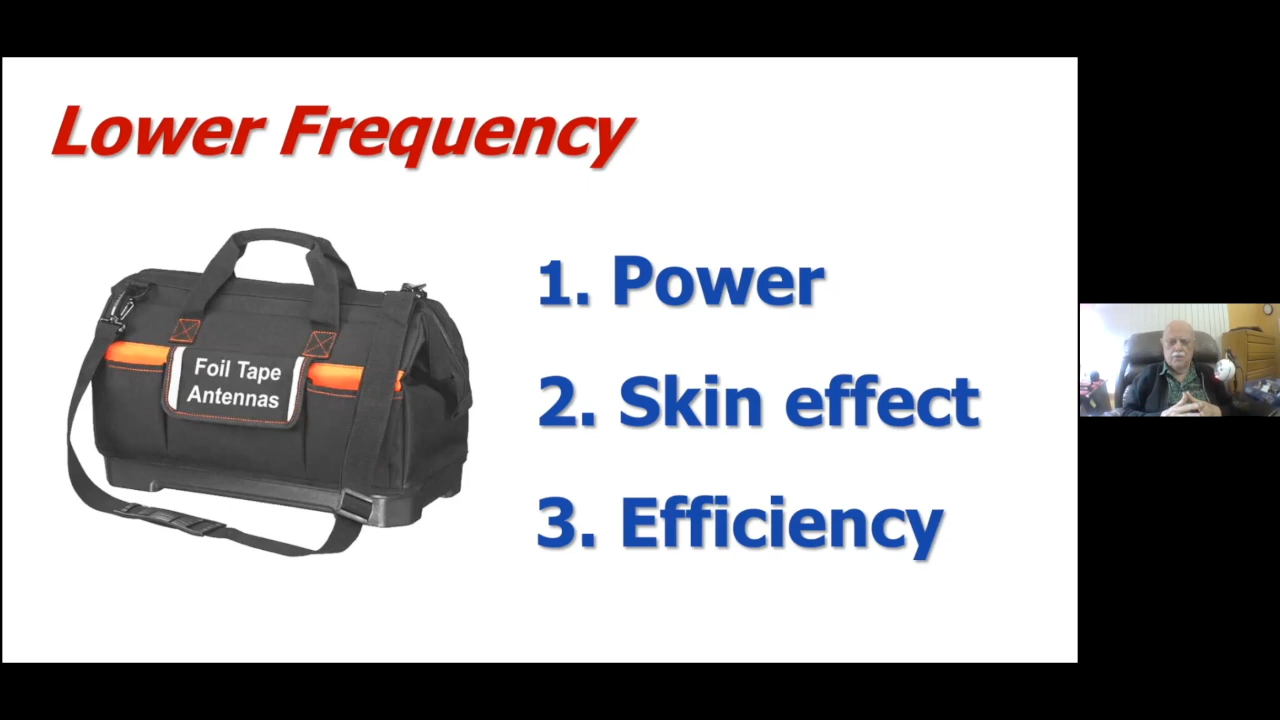 Lower Frequency
Foil Tape
Antennas
1. Power
2. Skin effect
3. Efficiency